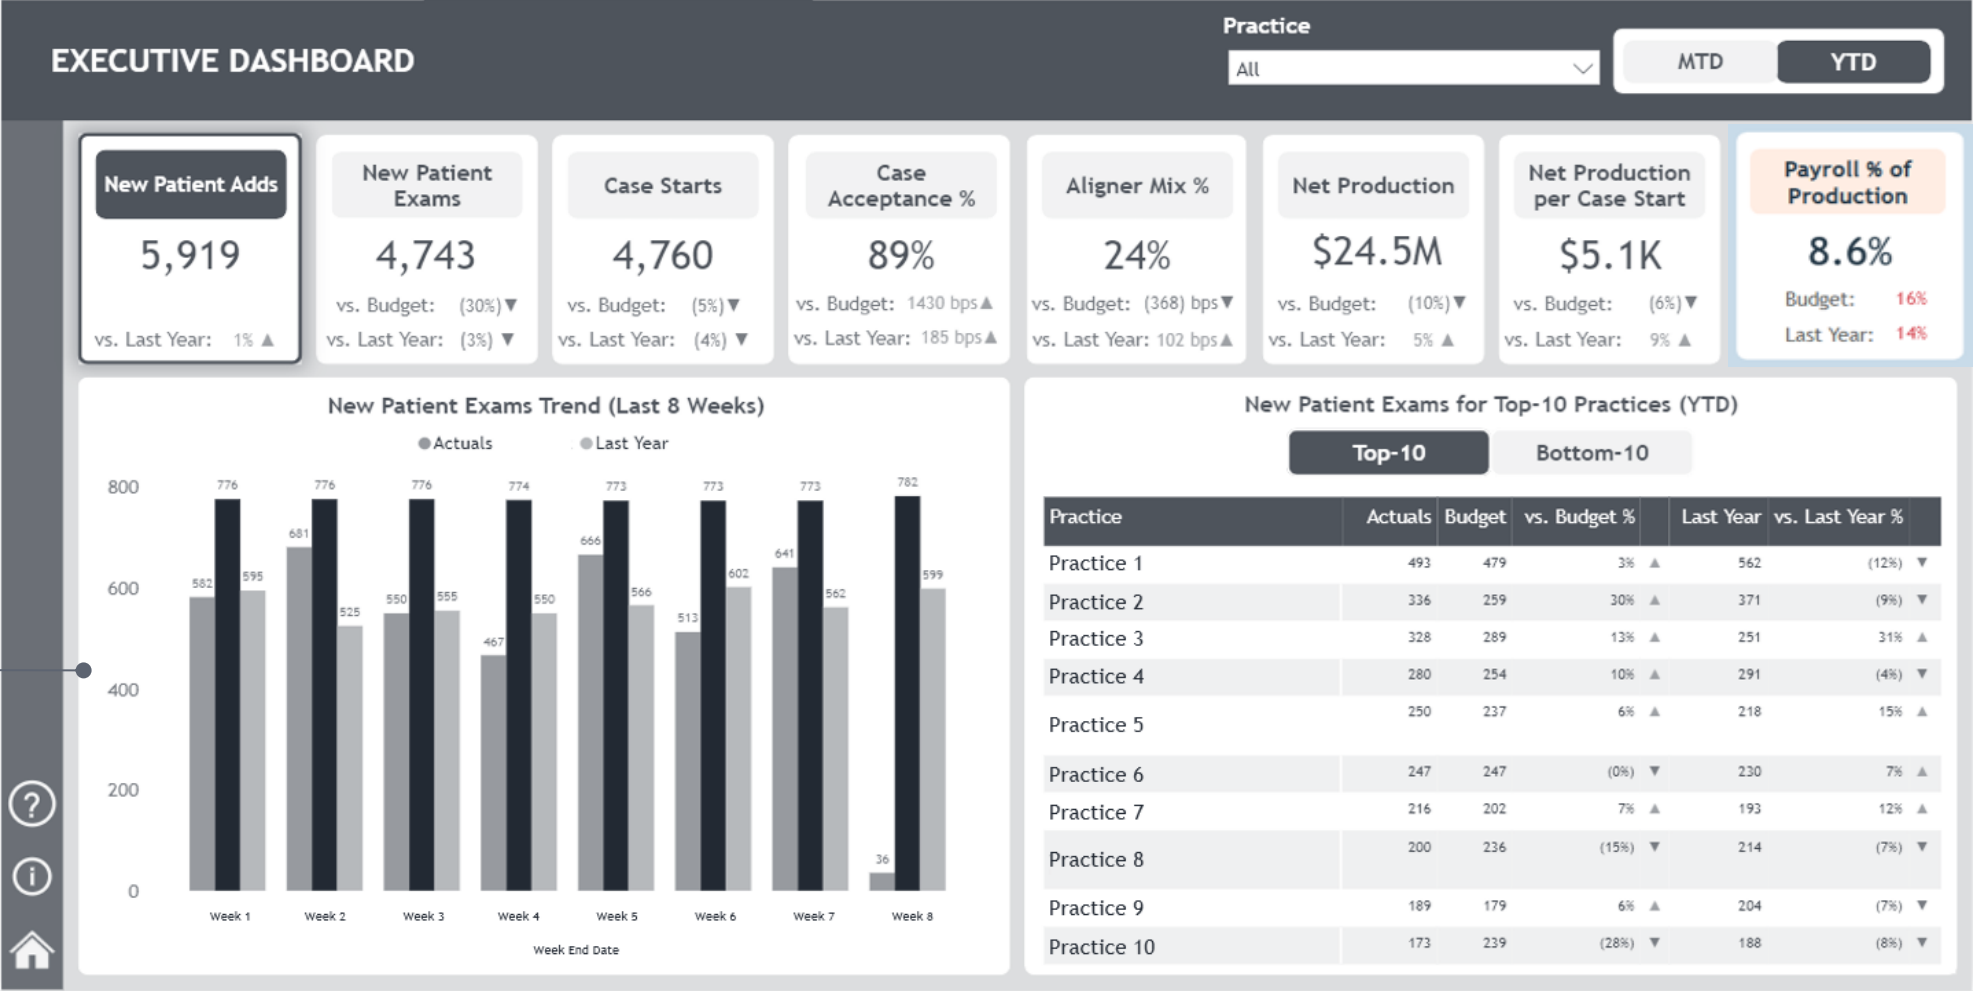 EXECUTIVE DASHBOARD
Practice
All
MTD
YTD
New Patient Adds
5,919
vs. Last Year: 1% ▲
New Patient
Exams
4,743
vs. Budget: (30%)▼
vs. Last Year: (3%) ▼
Case Starts
4,760
vs. Budget: (5%)▼
vs. Last Year: (4%) ▼
Case
Acceptance %
89%
vs. Budget: 1430 bps▲
vs. Last Year: 185 bps▲
Aligner Mix %
24%
vs. Budget: (368) bps▼
vs. Last Year: 102 bps▲
Net Production
$24.5M
vs. Budget: (10%)▼
vs. Last Year: 5% ▲
Net Production
per Case Start
$5.1K
vs. Budget: (6%)▼
vs. Last Year: 9% ▲
Payroll % of
Production
8.6%
Budget: 16%
Last Year: 14%
New Patient Exams Trend (Last 8 Weeks)
Actuals Last Year
800
600
400
200
0
582 776 595
681 776 525
550 776 555
467 774 550
666 773 566
513 773 602
641 773 562
36 782 599
Week 1 Week 2 Week 3 Week 4 Week 5 Week 6 Week 7 Week 8
Week End Date
New Patient Exams for Top-10 Practices (YTD)
Top-10 Bottom-10
Practice Actuals Budget vs. Budget % Last Year vs. Last Year %
Practice 1 493 479 3% ▲ 562 (12%) ▼
Practice 2 336 259 30% ▲ 371 (9%) ▼
Practice 3 328 289 13% ▲ 251 31% ▲
Practice 4 280 254 10% ▲ 291 (4%) ▼
Practice 5 250 237 6% ▲ 218 15% ▲
Practice 6 247 247 (0%) ▼ 230 7% ▲
Practice 7 216 202 7% ▲ 193 12% ▲
Practice 8 200 236 (15%) ▼ 214 (7%) ▼
Practice 9 189 179 6% ▲ 204 (7%) ▼
Practice 10 173 239 (28%) ▼ 188 (8%) ▼
?
i